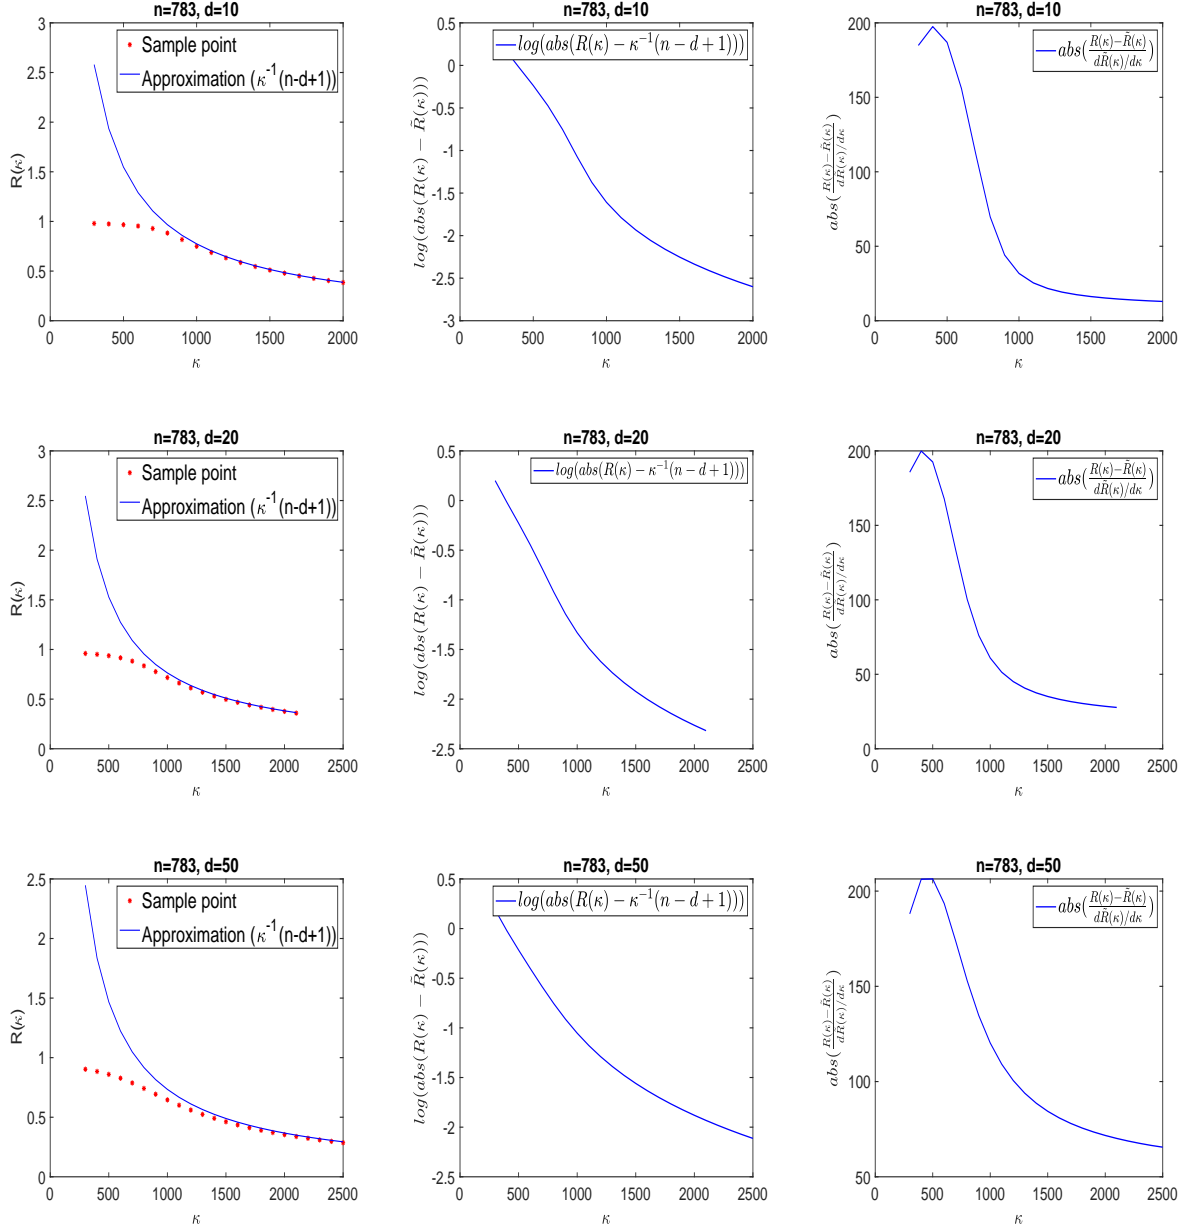 n=783, d=10
R(κ)
3
2.5
2
1.5
1
0.5
0
Sample point
Approximation (κ^-1(n-d+1))
0 500 1000 1500 2000
κ
n=783, d=10
log(abs(R(κ) − R̃(κ)))
0.5
0
-0.5
-1
-1.5
-2
-2.5
-3
log(abs(R(κ) − κ^−1(n − d + 1)))
0 500 1000 1500 2000
κ
n=783, d=10
abs((R(κ)−R̃(κ))/(dR̃(κ)/dκ))
200
150
100
50
0
abs((R(κ)−R̃(κ))/(dR̃(κ)/dκ))
0 500 1000 1500 2000
κ
n=783, d=20
R(κ)
3
2.5
2
1.5
1
0.5
0
Sample point
Approximation (κ^-1(n-d+1))
0 500 1000 1500 2000 2500
κ
n=783, d=20
log(abs(R(κ) − R̃(κ)))
0.5
0
-0.5
-1
-1.5
-2
-2.5
log(abs(R(κ) − κ^−1(n − d + 1)))
0 500 1000 1500 2000 2500
κ
n=783, d=20
abs((R(κ)−R̃(κ))/(dR̃(κ)/dκ))
200
150
100
50
0
abs((R(κ)−R̃(κ))/(dR̃(κ)/dκ))
0 500 1000 1500 2000 2500
κ
n=783, d=50
R(κ)
2.5
2
1.5
1
0.5
0
Sample point
Approximation (κ^-1(n-d+1))
0 500 1000 1500 2000 2500
κ
n=783, d=50
log(abs(R(κ) − R̃(κ)))
0.5
0
-0.5
-1
-1.5
-2
-2.5
log(abs(R(κ) − κ^−1(n − d + 1)))
0 500 1000 1500 2000 2500
κ
n=783, d=50
abs((R(κ)−R̃(κ))/(dR̃(κ)/dκ))
200
150
100
50
abs((R(κ)−R̃(κ))/(dR̃(κ)/dκ))
0 500 1000 1500 2000 2500
κ